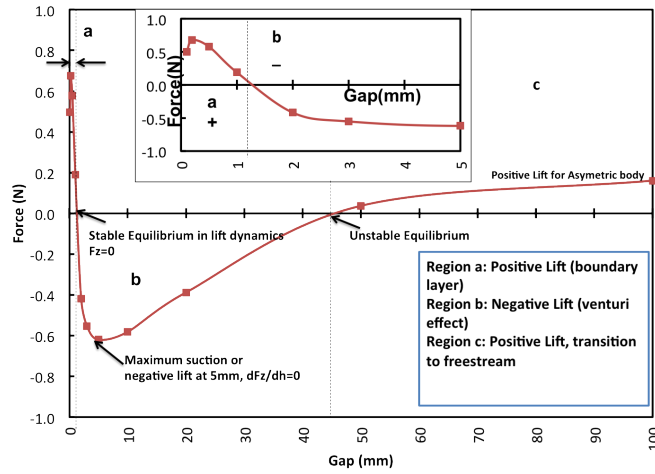 1.0
0.8
0.6
0.4
0.2
0.0
-0.2
-0.4
-0.6
-0.8
-1.0
Force (N)
a
1.0
0.5
0.0
-0.5
-1.0
Force(N)
b
–
Gap(mm)
a
+
0
1
2
3
4
5
c
Positive Lift for Asymetric body
Stable Equilibrium in lift dynamics
Fz=0
Unstable Equilibrium
b
Maximum suction or
negative lift at 5mm, dFz/dh=0
Region a: Positive Lift (boundary
layer)
Region b: Negative Lift (venturi
effect)
Region c: Positive Lift, transition
to freestream
0
10
20
30
40
50
60
70
80
90
100
Gap (mm)